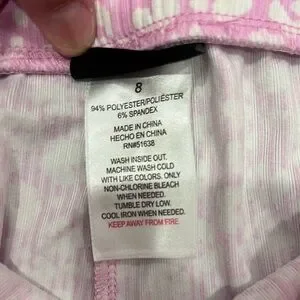 8
94% POLYESTER/POLIÉSTER
6% SPANDEX
MADE IN CHINA
HECHO EN CHINA
RN#51638
WASH INSIDE OUT.
MACHINE WASH COLD
WITH LIKE COLORS. ONLY
NON-CHLORINE BLEACH
WHEN NEEDED.
TUMBLE DRY LOW.
COOL IRON WHEN NEEDED.
KEEP AWAY FROM FIRE